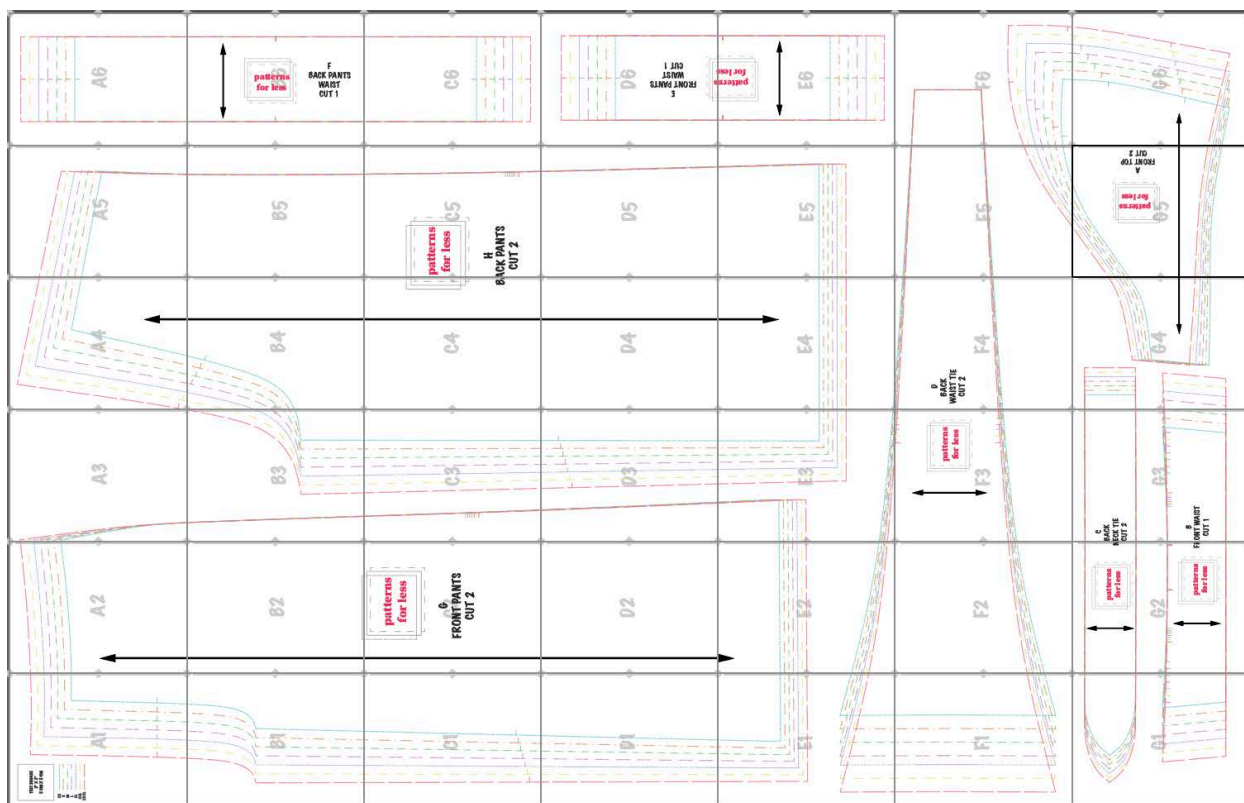 A6
B6
C6
D6
E6
F6
G6
patterns
for less
F
BACK PANTS
WAIST
CUT 1
patterns
for less
E
FRONT PANTS
WAIST
CUT 1
A
FRONT TOP
CUT 2
patterns
for less
A5
B5
C5
D5
E5
F5
G5
patterns
for less
H
BACK PANTS
CUT 2
A4
B4
C4
D4
E4
F4
G4
D
BACK
WAIST TIE
CUT 2
patterns
for less
A3
B3
C3
D3
E3
F3
G3
C
BACK
NECK TIE
CUT 2
patterns
for less
B
FRONT WAIST
CUT 1
patterns
for less
patterns
for less
G
FRONT PANTS
CUT 2
A2
B2
D2
E2
F2
G2
A1
B1
C1
D1
E1
F1
G1
TEST SQUARE